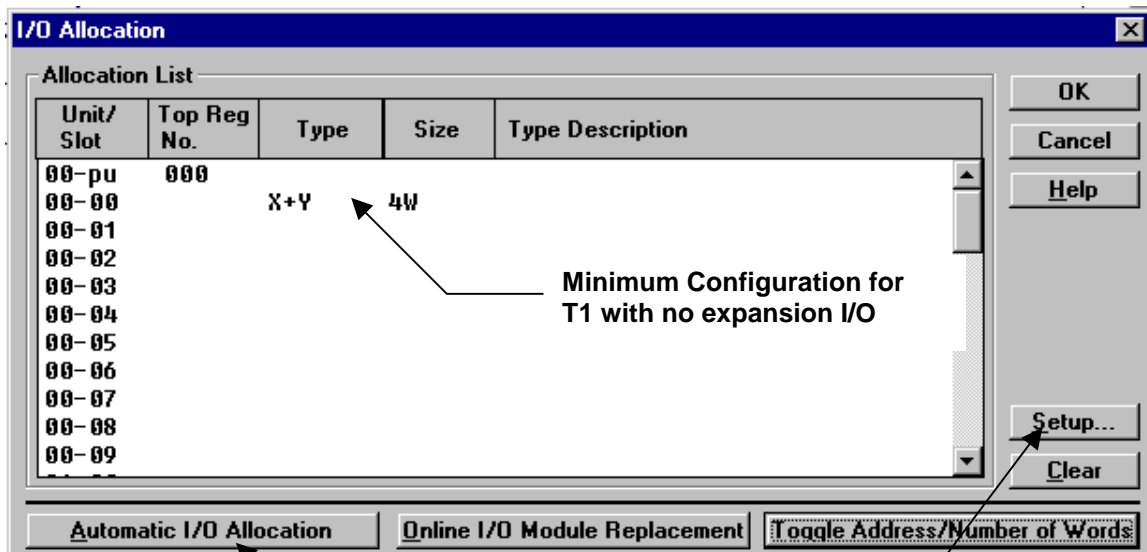 I/O Allocation
Allocation List
Unit/ Slot
Top Reg No.
Type
Size
Type Description
00-pu 000
00-00 X+Y 4W
00-01
00-02
00-03
00-04
00-05
00-06
00-07
00-08
00-09
Minimum Configuration for
T1 with no expansion I/O
OK
Cancel
Help
Setup...
Clear
Automatic I/O Allocation
Online I/O Module Replacement
Toggle Address/Number of Words